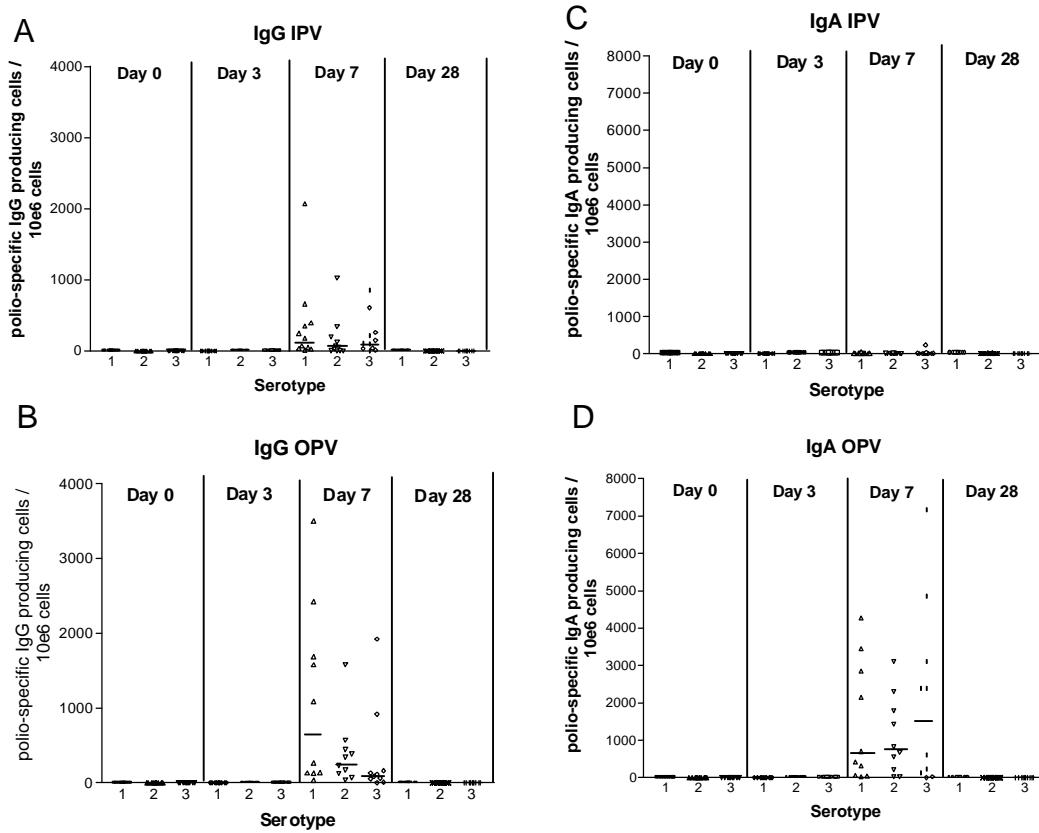 A
IgG IPV
polio-specific IgG producing cells /
10e6 cells
4000
3000
2000
1000
0
Day 0 Day 3 Day 7 Day 28
1 2 3 1 2 3 1 2 3 1 2 3
Serotype
C
IgA IPV
polio-specific IgA producing cells /
10e6 cells
8000
7000
6000
5000
4000
3000
2000
1000
0
Day 0 Day 3 Day 7 Day 28
1 2 3 1 2 3 1 2 3 1 2 3
Serotype
B
IgG OPV
polio-specific IgG producing cells /
10e6 cells
4000
3000
2000
1000
0
Day 0 Day 3 Day 7 Day 28
1 2 3 1 2 3 1 2 3 1 2 3
Serotype
D
IgA OPV
polio-specific IgA producing cells /
10e6 cells
8000
7000
6000
5000
4000
3000
2000
1000
0
Day 0 Day 3 Day 7 Day 28
1 2 3 1 2 3 1 2 3 1 2 3
Serotype